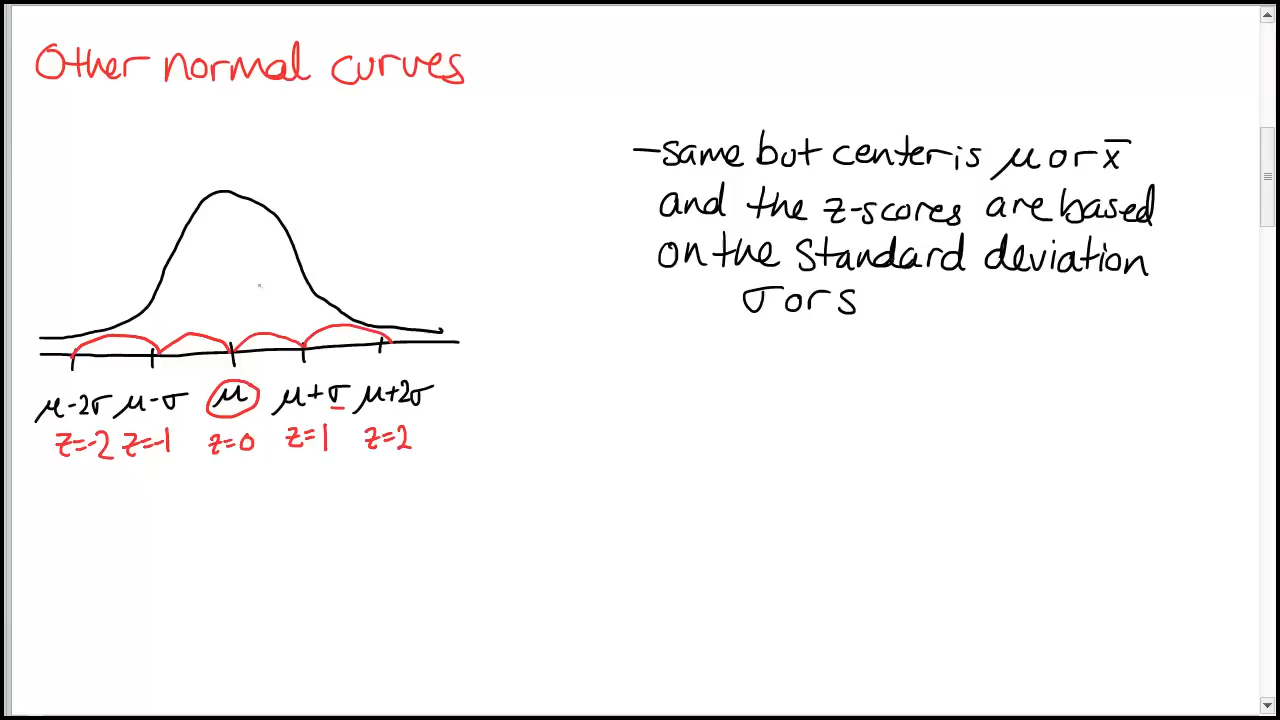 Other normal curves
-same but center is μ or x̄
and the z-scores are based
on the standard deviation
σ or s
μ-2σ μ-σ μ μ+σ μ+2σ
z=-2 z=-1 z=0 z=1 z=2